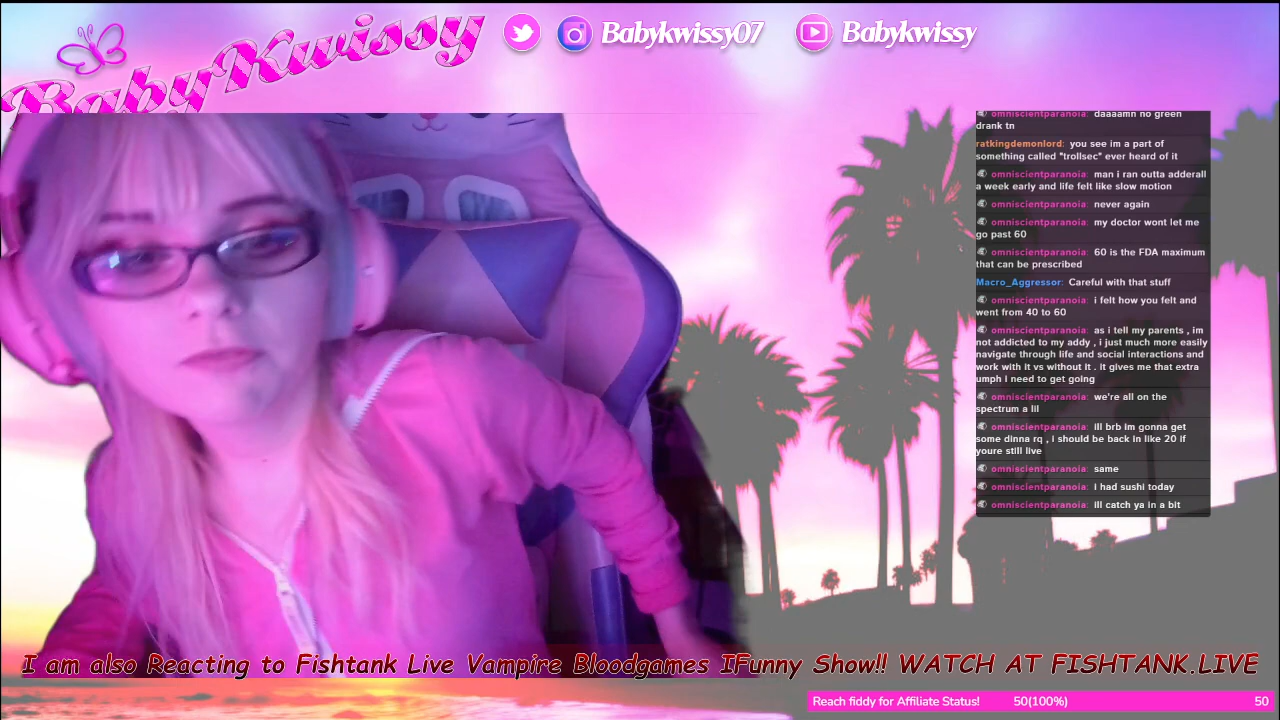 BabyKwissy
Babykwissy07
Babykwissy
omniscientparanoia: daaaamn no green
drank tn
ratkingdemonlord: you see im a part of
something called "trollsec" ever heard of it
omniscientparanoia: man i ran outta adderall
a week early and life felt like slow motion
omniscientparanoia: never again
omniscientparanoia: my doctor wont let me
go past 60
omniscientparanoia: 60 is the FDA maximum
that can be prescribed
Macro_Aggressor: Careful with that stuff
omniscientparanoia: i felt how you felt and
went from 40 to 60
omniscientparanoia: as i tell my parents , im
not addicted to my addy , i just much more easily
navigate through life and social interactions and
work with it vs without it . it gives me that extra
umph i need to get going
omniscientparanoia: we're all on the
spectrum a lil
omniscientparanoia: ill brb im gonna get
some dinna rq , i should be back in like 20 if
youre still live
omniscientparanoia: same
omniscientparanoia: i had sushi today
omniscientparanoia: ill catch ya in a bit
I am also Reacting to Fishtank Live Vampire Bloodgames IFunny Show!! WATCH AT FISHTANK.LIVE
Reach fiddy for Affiliate Status! 50(100%) 50